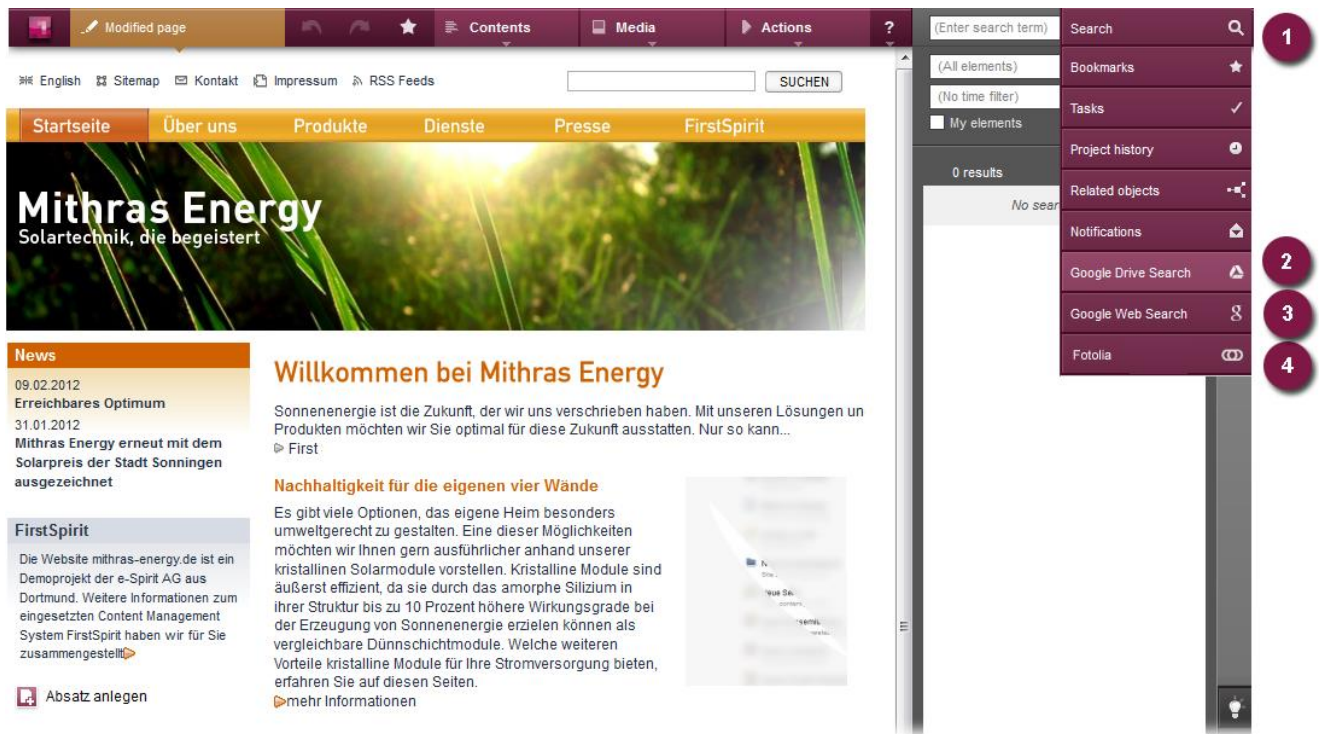 Modified page
Contents
Media
Actions
?
(Enter search term)
Search
1
English Sitemap Kontakt Impressum RSS Feeds
SUCHEN
(All elements)
Bookmarks
(No time filter)
Tasks
My elements
Startseite Über uns Produkte Dienste Presse FirstSpirit
Project history
0 results
Related objects
Mithras Energy
Solartechnik, die begeistert
No sear
Notifications
Google Drive Search
2
Google Web Search
3
Fotolia
4
News
09.02.2012
Erreichbares Optimum
31.01.2012
Mithras Energy erneut mit dem
Solarpreis der Stadt Sonningen
ausgezeichnet
FirstSpirit
Die Website mithras-energy.de ist ein
Demoprojekt der e-Spirit AG aus
Dortmund. Weitere Informationen zum
eingesetzten Content Management
System FirstSpirit haben wir für Sie
zusammengestellt
Absatz anlegen
Willkommen bei Mithras Energy
Sonnenenergie ist die Zukunft, der wir uns verschrieben haben. Mit unseren Lösungen un
Produkten möchten wir Sie optimal für diese Zukunft ausstatten. Nur so kann...
First
Nachhaltigkeit für die eigenen vier Wände
Es gibt viele Optionen, das eigene Heim besonders
umweltgerecht zu gestalten. Eine dieser Möglichkeiten
möchten wir Ihnen gern ausführlicher anhand unserer
kristallinen Solarmodule vorstellen. Kristalline Module sind
äußerst effizient, da sie durch das amorphe Silizium in
ihrer Struktur bis zu 10 Prozent höhere Wirkungsgrade bei
der Erzeugung von Sonnenenergie erzielen können als
vergleichbare Dünnschichtmodule. Welche weiteren
Vorteile kristalline Module für Ihre Stromversorgung bieten,
erfahren Sie auf diesen Seiten.
mehr Informationen